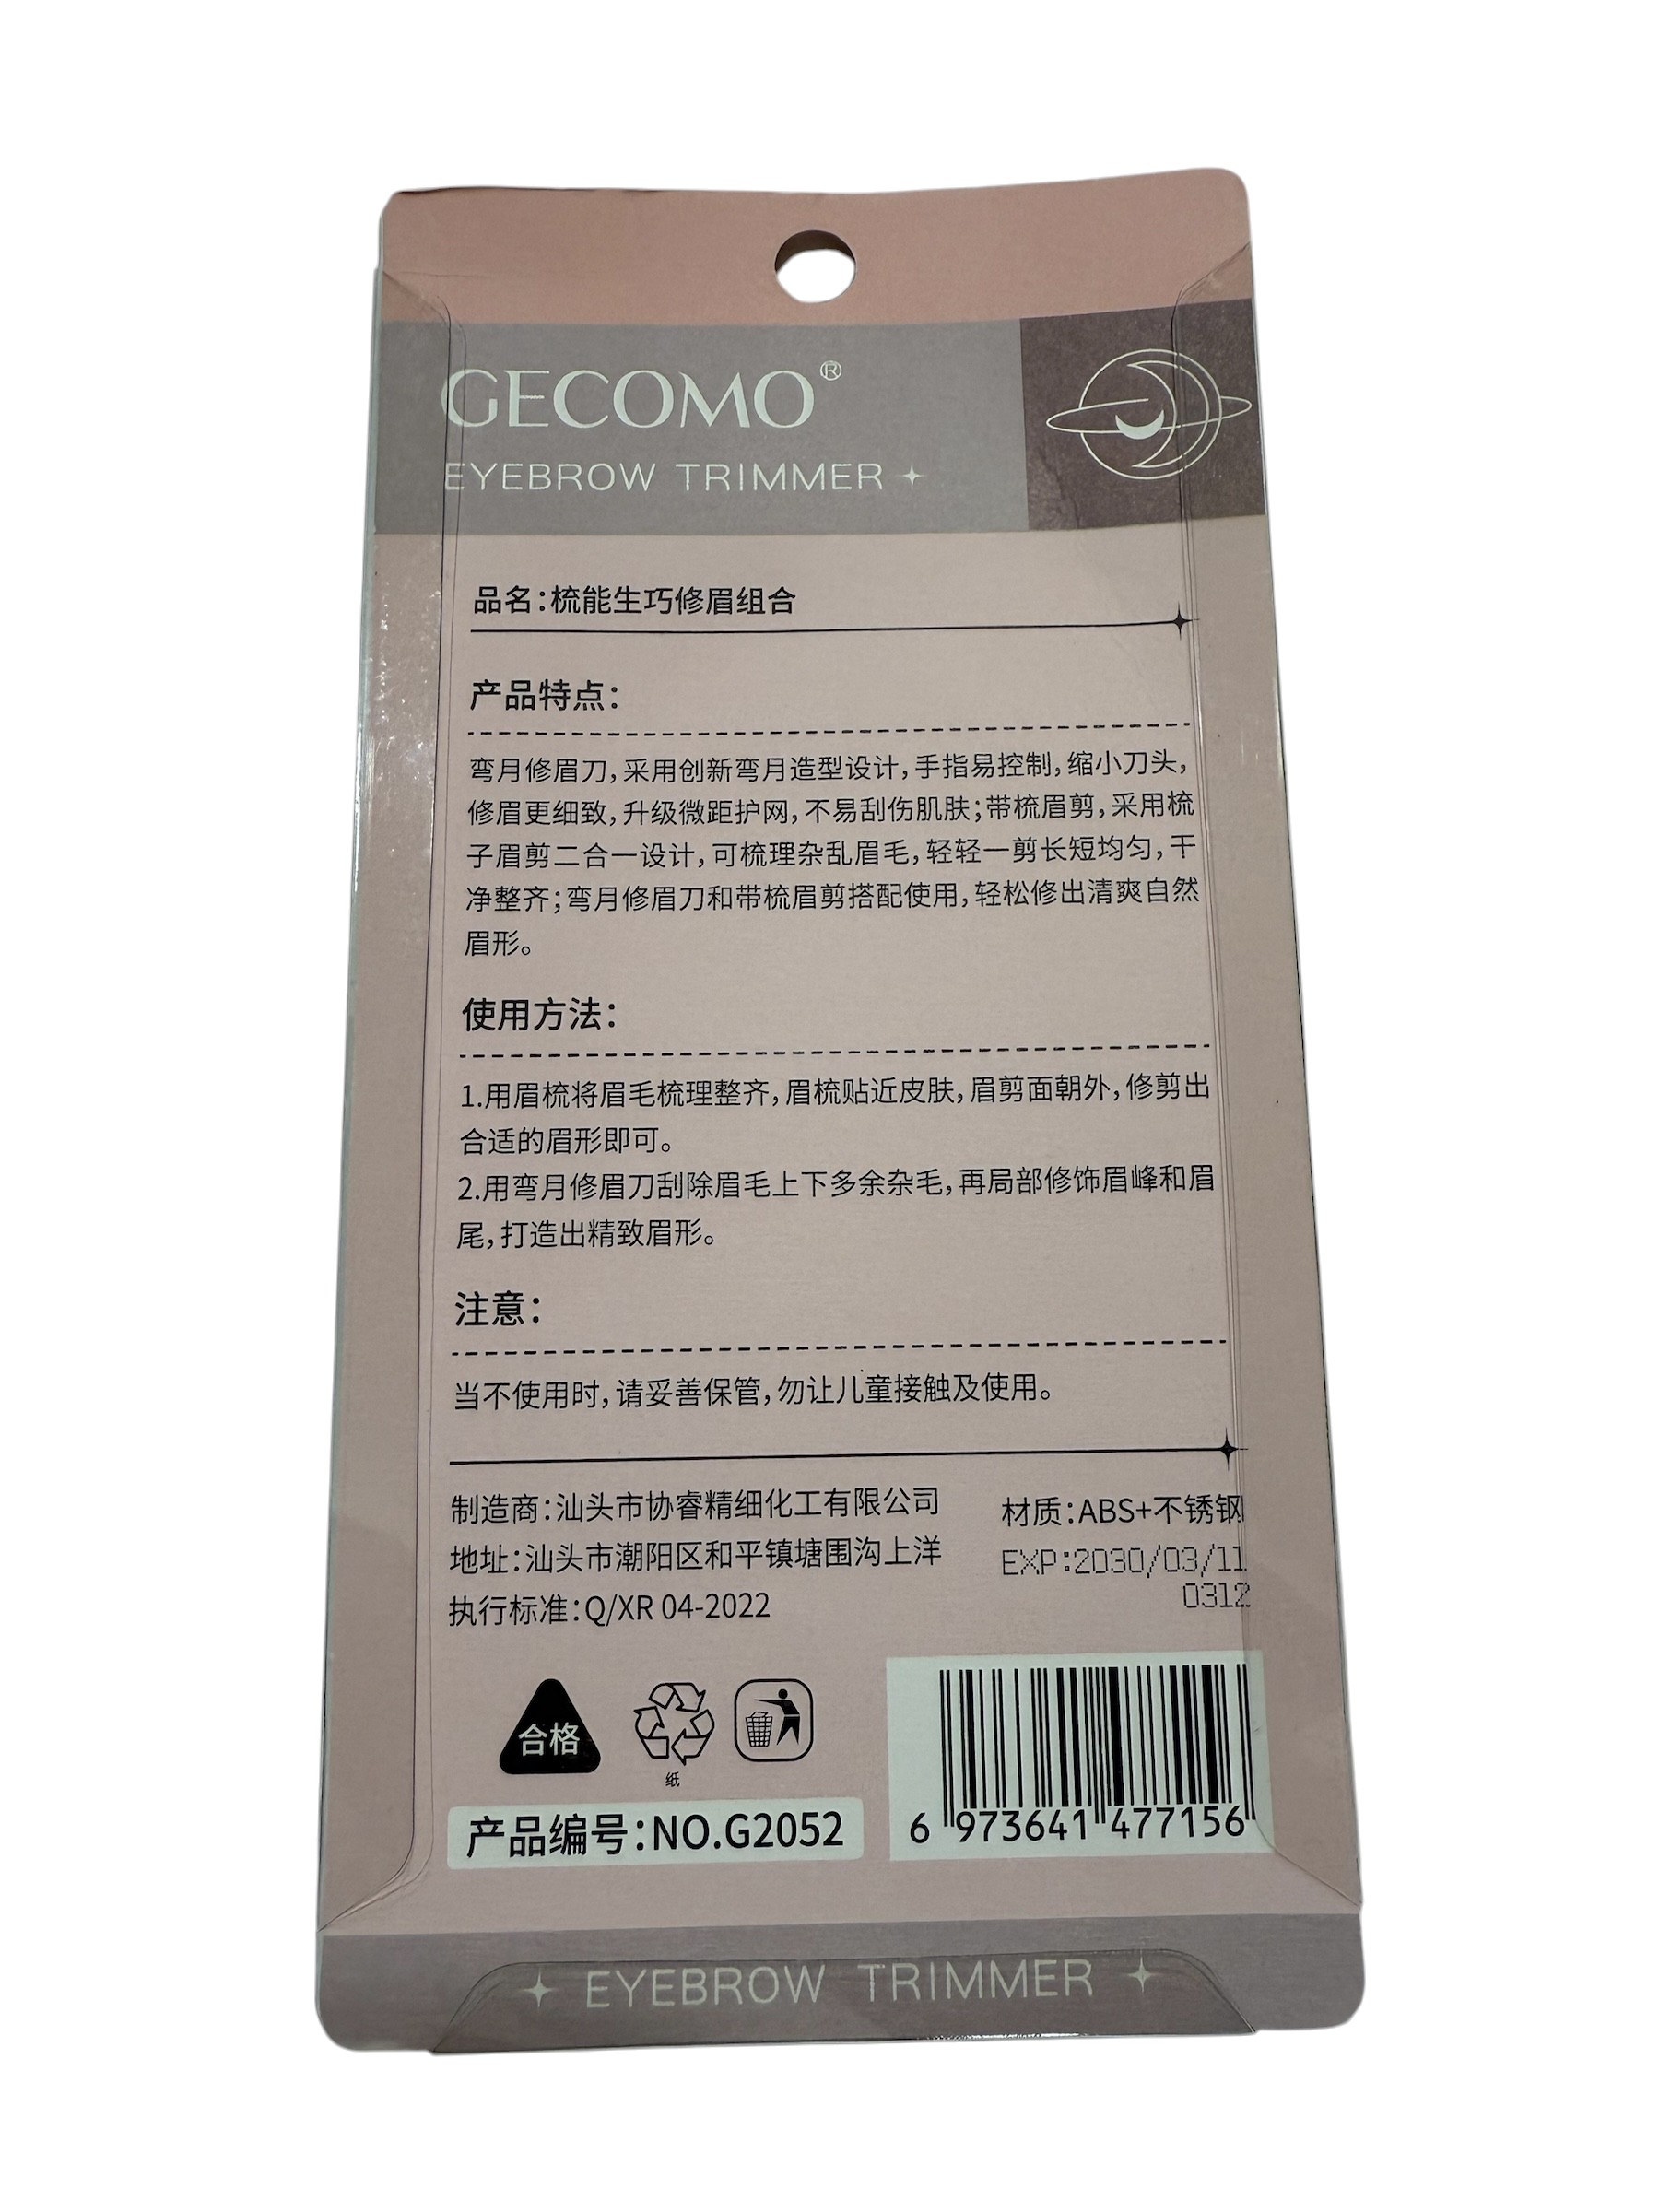 GECOMO®
EYEBROW TRIMMER
品名:梳能生巧修眉组合
产品特点:
弯月修眉刀,采用创新弯月造型设计,手指易控制,缩小刀头,
修眉更细致,升级微距护网,不易刮伤肌肤;带梳眉剪,采用梳
子眉剪二合一设计,可梳理杂乱眉毛,轻轻一剪长短均匀,干
净整齐;弯月修眉刀和带梳眉剪搭配使用,轻松修出清爽自然
眉形。
使用方法:
1.用眉梳将眉毛梳理整齐,眉梳贴近皮肤,眉剪面朝外,修剪出
合适的眉形即可。
2.用弯月修眉刀刮除眉毛上下多余杂毛,再局部修饰眉峰和眉
尾,打造出精致眉形。
注意:
当不使用时,请妥善保管,勿让儿童接触及使用。
制造商:汕头市协睿精细化工有限公司
地址:汕头市潮阳区和平镇塘围沟上洋
执行标准:Q/XR 04-2022
材质:ABS+不锈钢
EXP:2030/03/11
0312
合格
纸
产品编号:NO.G2052
6 973641 477156
EYEBROW TRIMMER